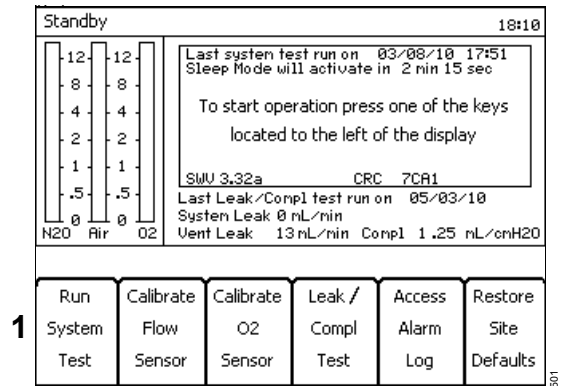 Standby 18:10
12 12
8 8
4 4
2 2
1 1
.5 .5
0 0
N2O Air O2
Last system test run on 03/08/10 17:51
Sleep Mode will activate in 2 min 15 sec
To start operation press one of the keys
located to the left of the display
SWV 3.32a CRC 7CA1
Last Leak/Compl test run on 05/03/10
System Leak 0 mL/min
Vent Leak 13 mL/min Compl 1.25 mL/cmH2O
1
Run
System
Test
Calibrate
Flow
Sensor
Calibrate
O2
Sensor
Leak /
Compl
Test
Access
Alarm
Log
Restore
Site
Defaults